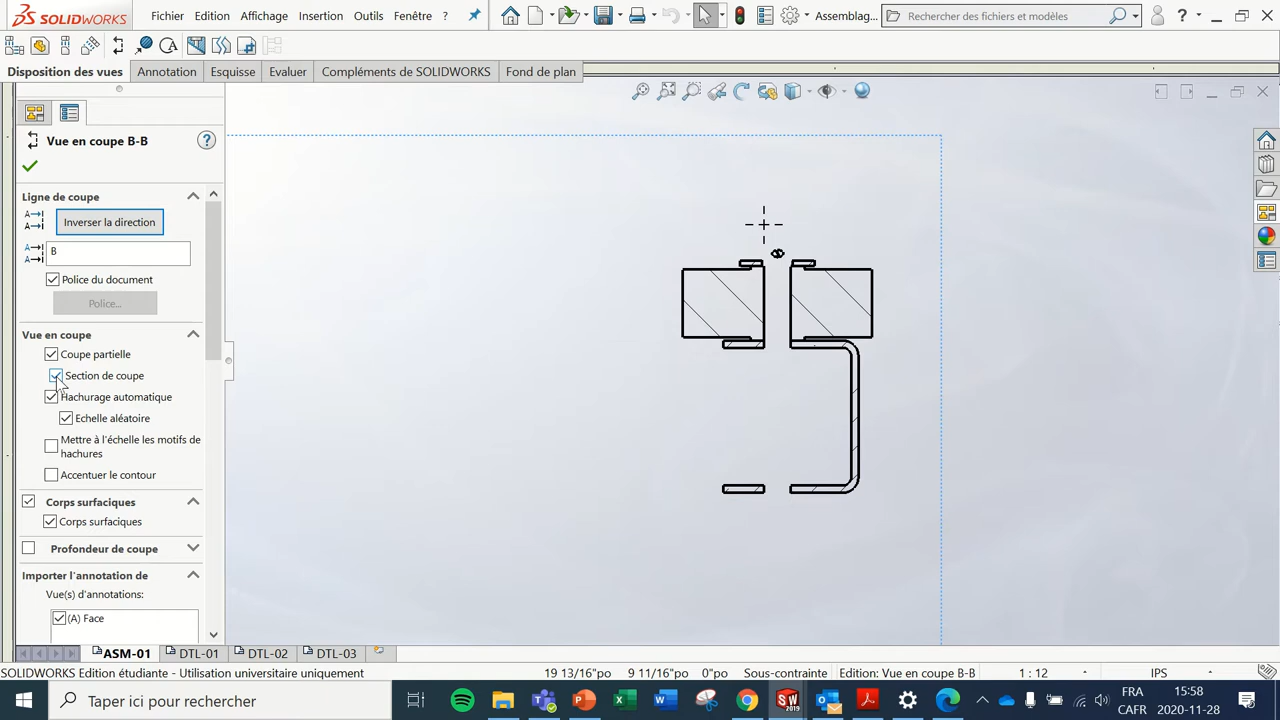 SOLIDWORKS
Fichier
Edition
Affichage
Insertion
Outils
Fenêtre
Assemblag...
Rechercher des fichiers et modèles
?
Disposition des vues
Annotation
Esquisse
Evaluer
Compléments de SOLIDWORKS
Fond de plan
Vue en coupe B-B
?
Ligne de coupe
Inverser la direction
B
Police du document
Police...
Vue en coupe
Coupe partielle
Section de coupe
Hachurage automatique
Echelle aléatoire
Mettre à l'échelle les motifs de
hachures
Accentuer le contour
Corps surfaciques
Corps surfaciques
Profondeur de coupe
Importer l'annotation de
Vue(s) d'annotations:
(A) Face
ASM-01
DTL-01
DTL-02
DTL-03
SOLIDWORKS Edition étudiante - Utilisation universitaire uniquement
19 13/16"po
9 11/16"po
0"po
Sous-contrainte
Edition: Vue en coupe B-B
1 : 12
IPS
Taper ici pour rechercher
FRA
CAFR
15:58
2020-11-28